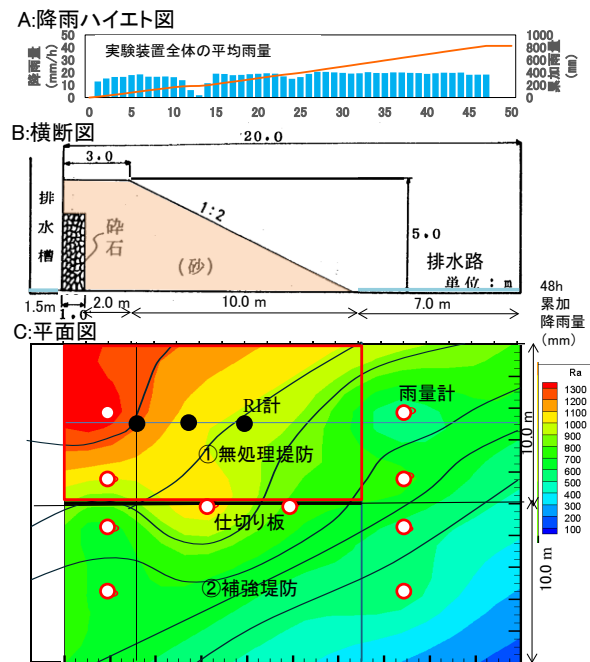 A:降雨ハイエト図
降雨量
(mm/h)
50
40
30
20
10
0
実験装置全体の平均雨量
1000
800
600
400
200
0
累加雨量
(mm)
0 5 10 15 20 25 30 35 40 45 50
B:横断図
20.0
3.0
排水槽
砕石
1:2
(砂)
5.0
排水路
単位:m
1.5m
1.0
2.0 m
10.0 m
7.0 m
C:平面図
48h
累加
降雨量
(mm)
Ra
1300
1200
1100
1000
900
800
700
600
500
400
300
200
100
RI計
雨量計
①無処理堤防
仕切り板
②補強堤防
10.0 m
10.0 m